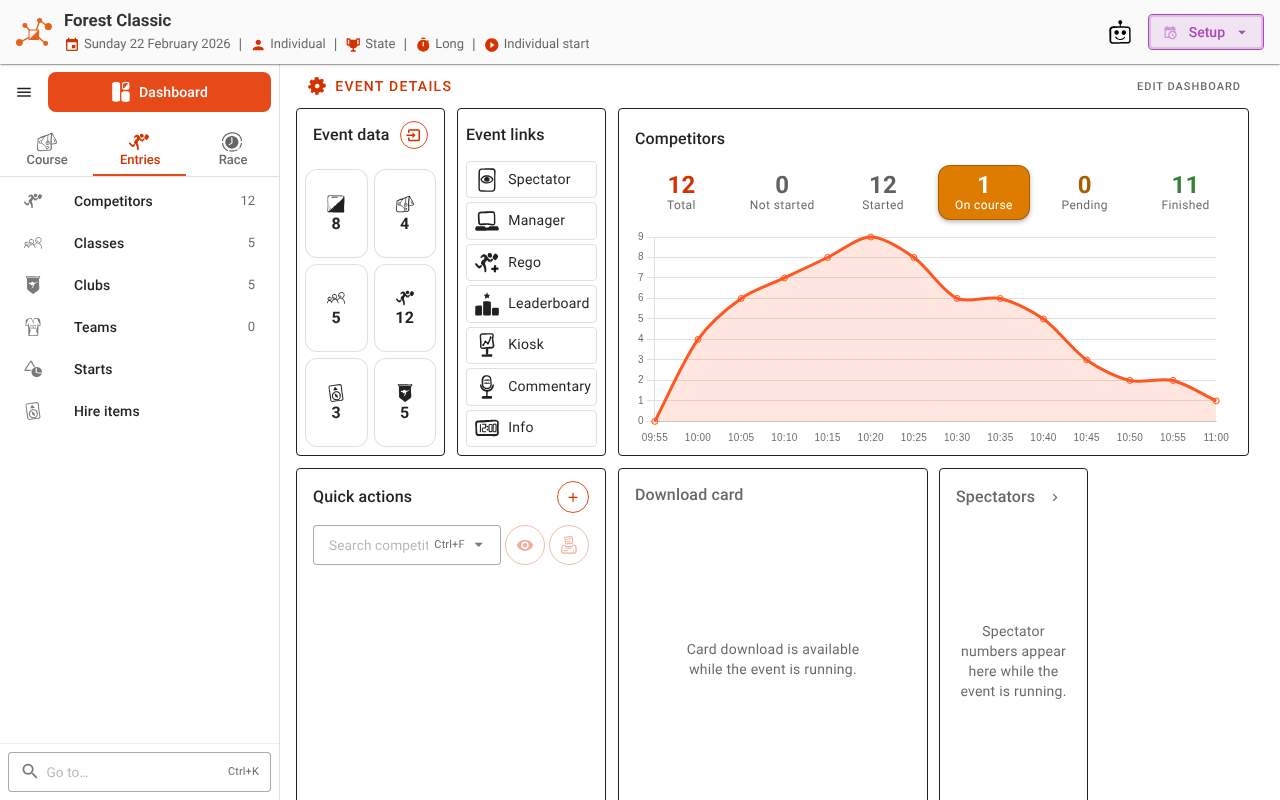 Forest Classic
Sunday 22 February 2026 | Individual | State | Long | Individual start
Setup
Dashboard
EVENT DETAILS
EDIT DASHBOARD
Course
Entries
Race
Competitors 12
Classes 5
Clubs 5
Teams 0
Starts
Hire items
Go to…
Ctrl+K
Event data
8
4
5
12
3
5
Event links
Spectator
Manager
Rego
Leaderboard
Kiosk
Commentary
12:00
Info
Competitors
12
Total
0
Not started
12
Started
1
On course
0
Pending
11
Finished
9
8
7
6
5
4
3
2
1
0
09:55 10:00 10:05 10:10 10:15 10:20 10:25 10:30 10:35 10:40 10:45 10:50 10:55 11:00
Quick actions
Search competit Ctrl+F
Download card
Card download is available
while the event is running.
Spectators
Spectator
numbers appear
here while the
event is running.